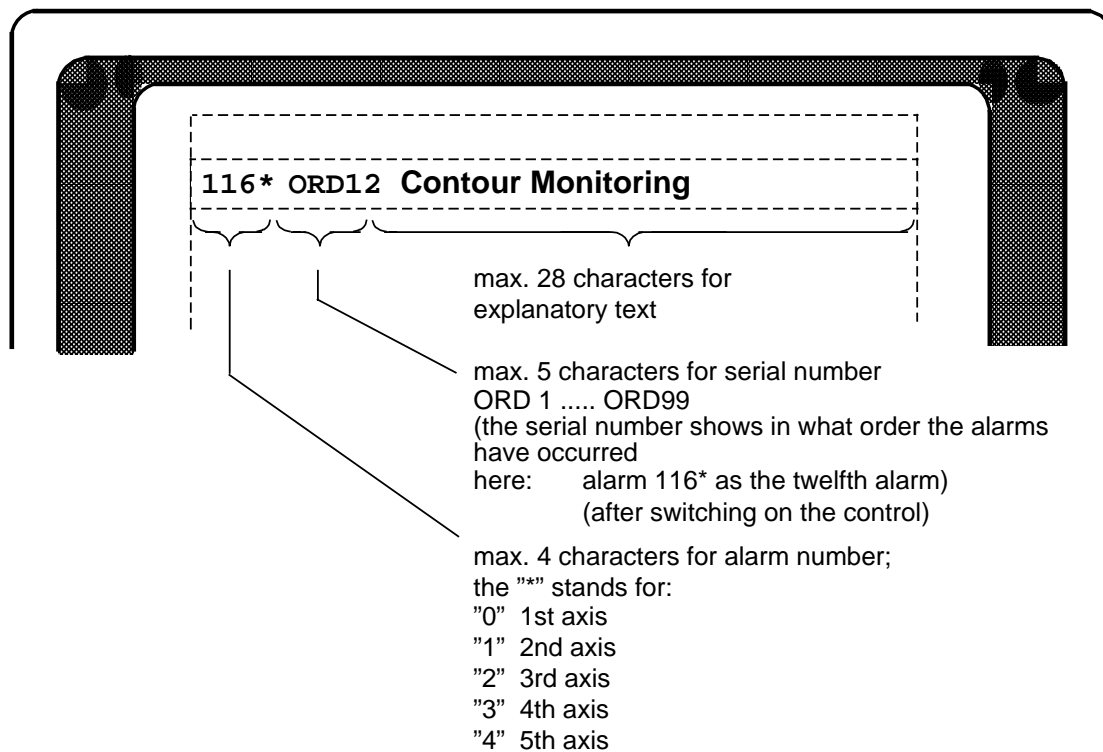 116* ORD12 Contour Monitoring
max. 28 characters for
explanatory text
max. 5 characters for serial number
ORD 1 ..... ORD99
(the serial number shows in what order the alarms
have occurred
here: alarm 116* as the twelfth alarm)
(after switching on the control)
max. 4 characters for alarm number;
the "*" stands for:
”0” 1st axis
”1” 2nd axis
”2” 3rd axis
”3” 4th axis
”4” 5th axis